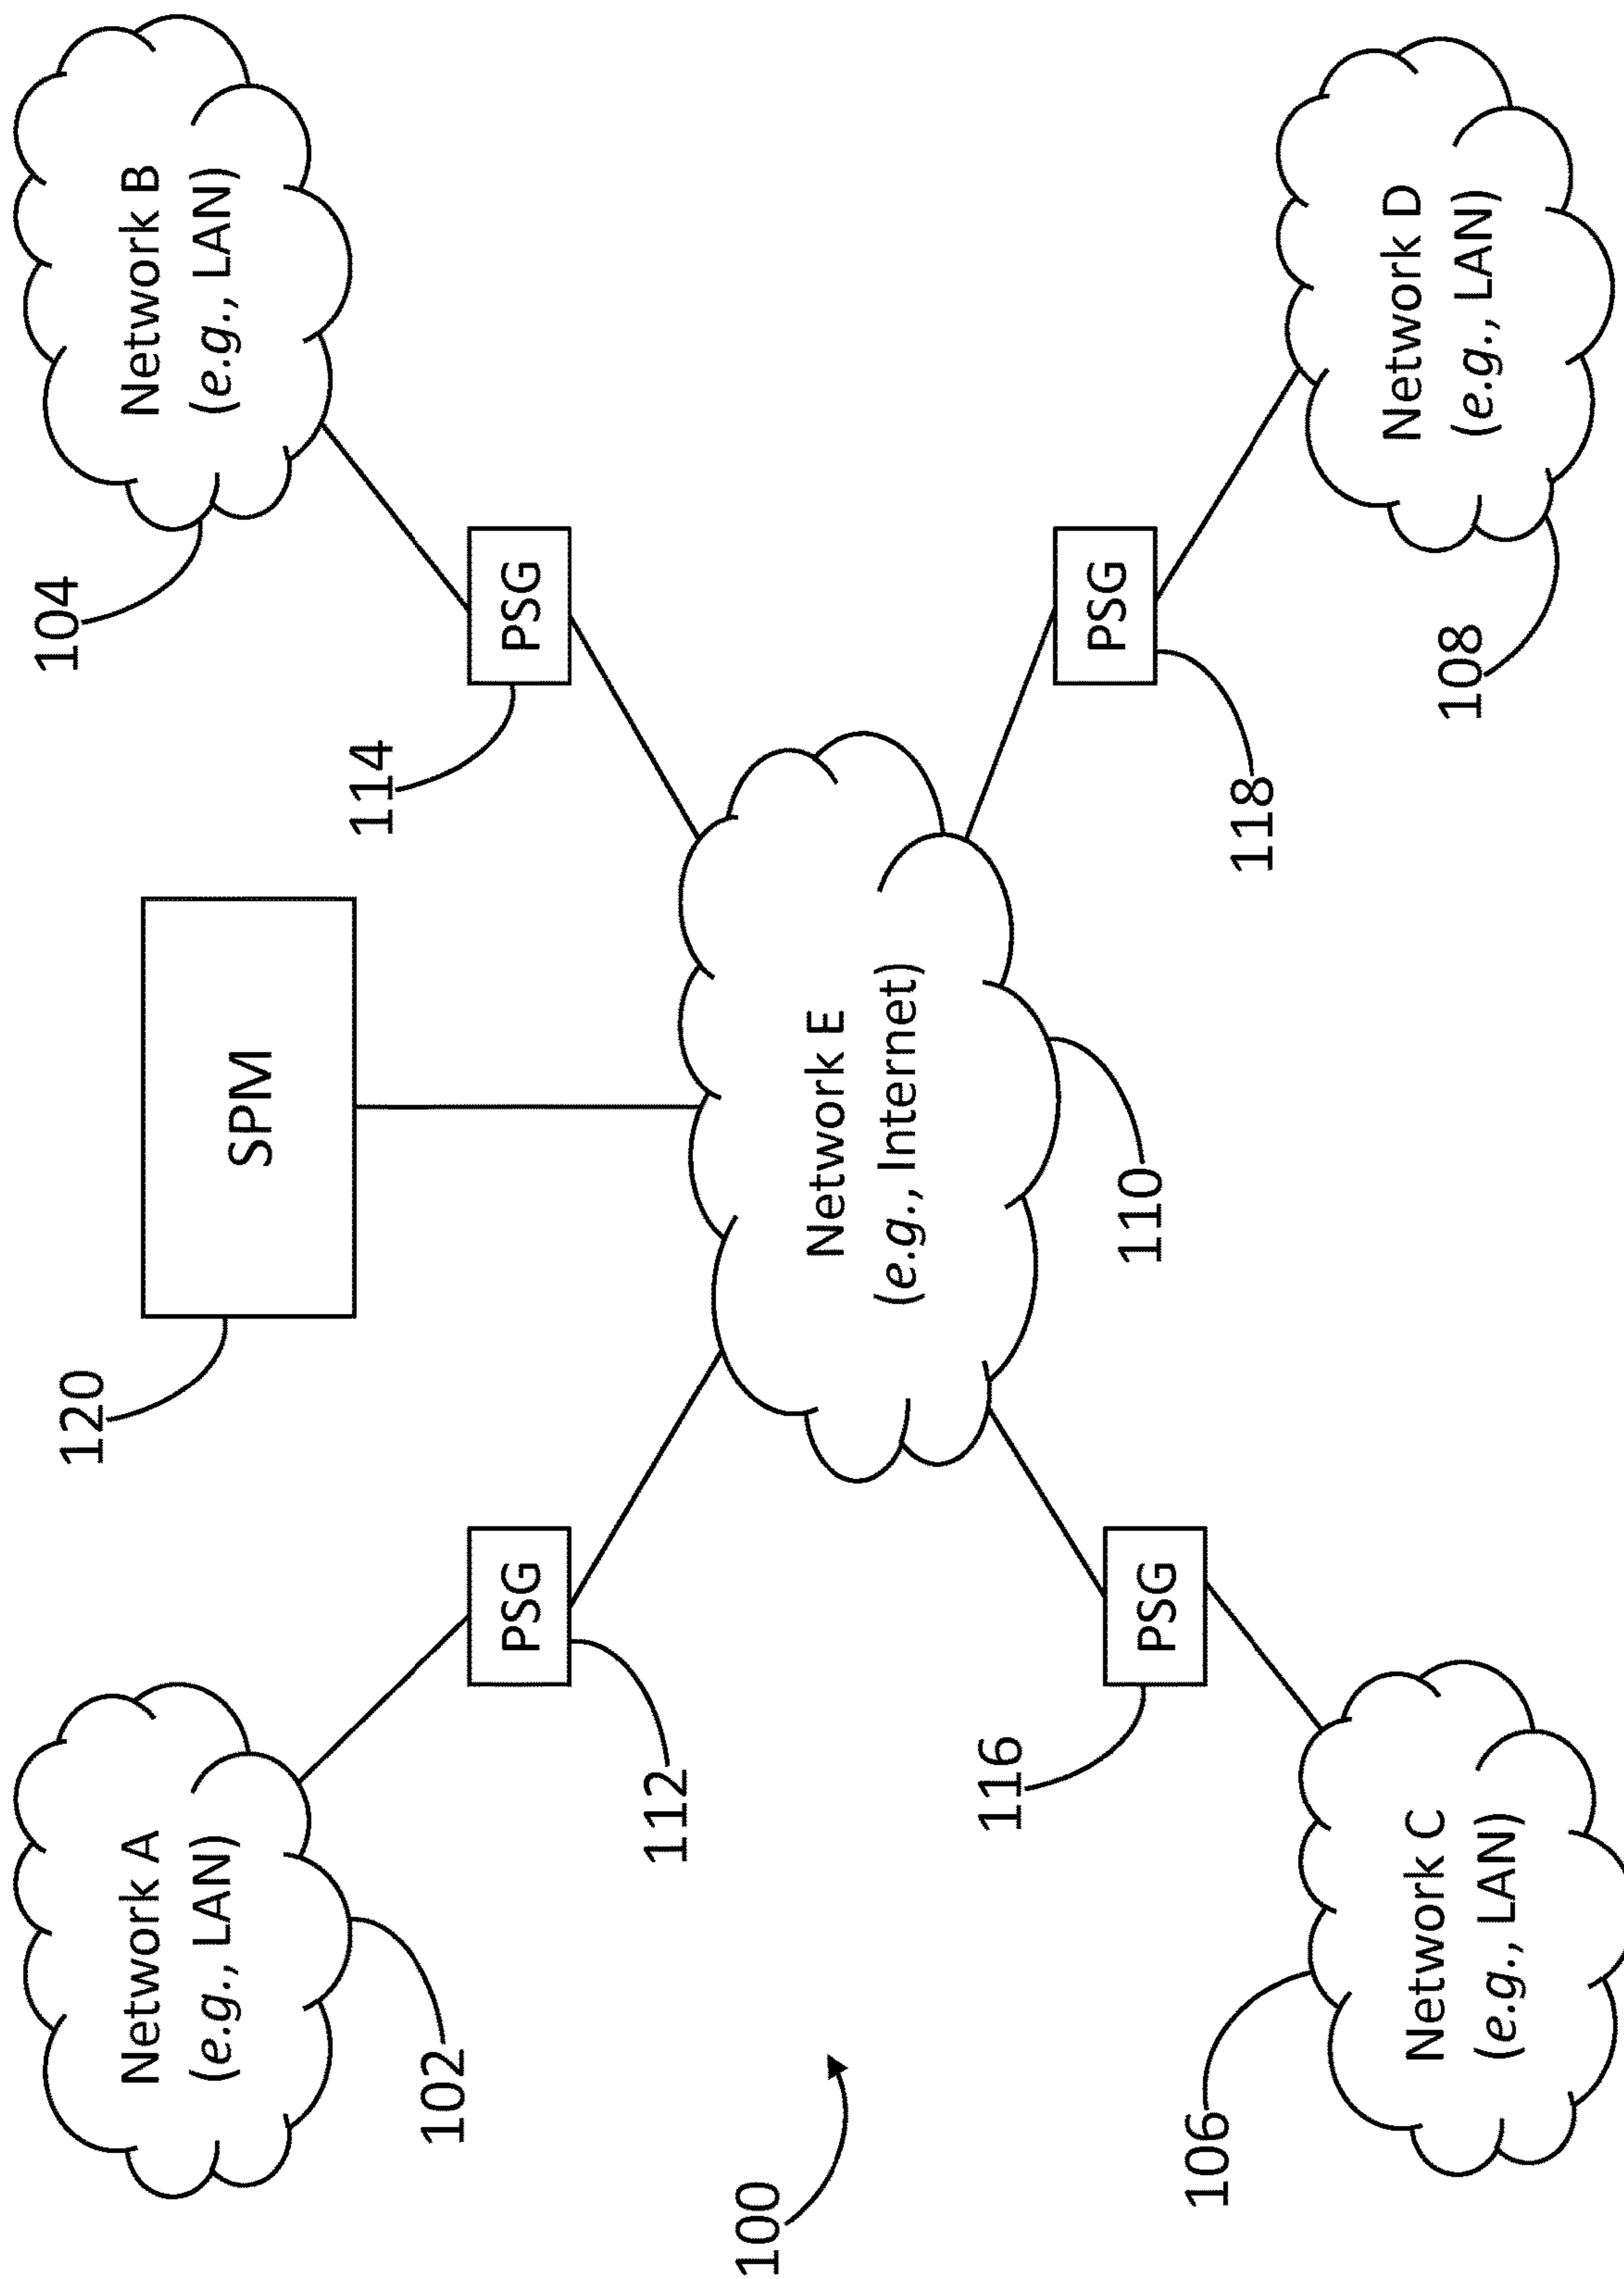 120
SPM
104
Network A
(e.g., LAN)
Network B
(e.g., LAN)
102
114
PSG
PSG
112
100
Network E
(e.g., Internet)
116
110
118
PSG
PSG
106
108
Network C
(e.g., LAN)
Network D
(e.g., LAN)